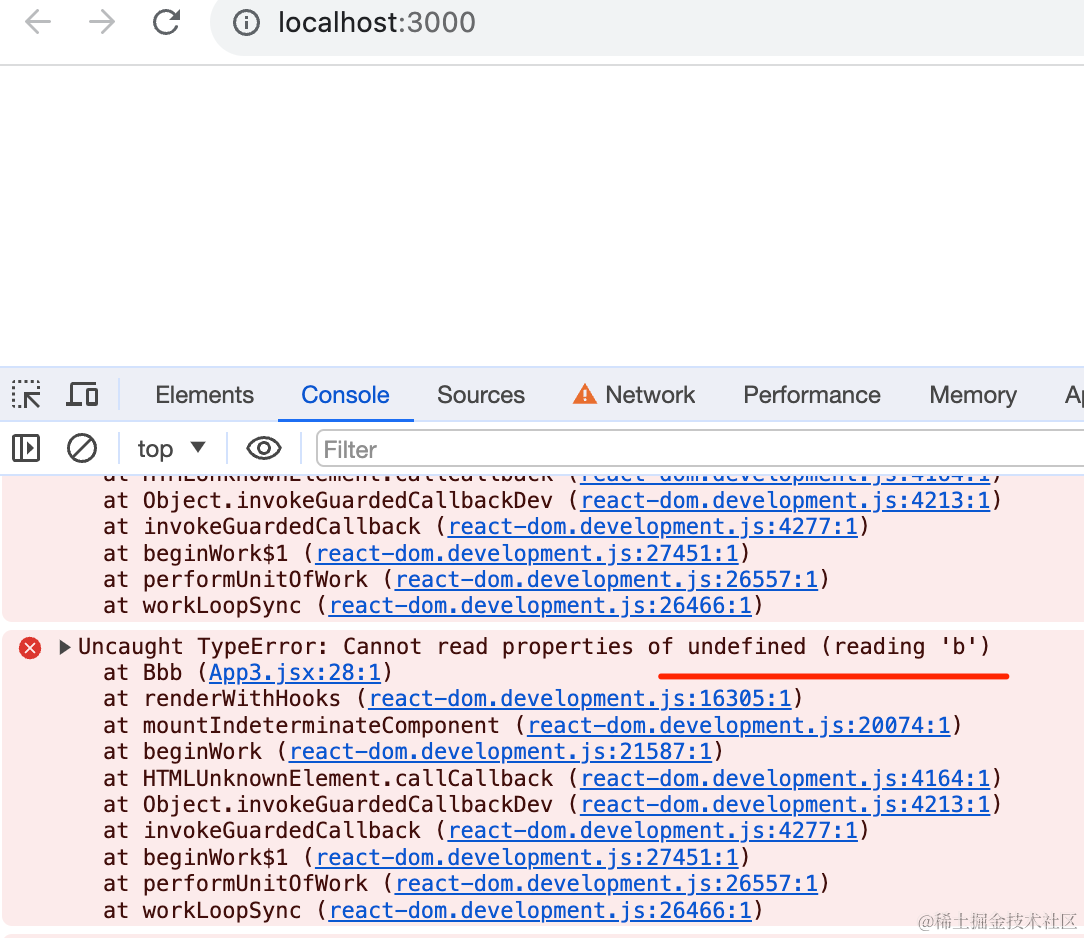 localhost:3000
Elements Console Sources Network Performance Memory
top Filter
at HTMLUnknownElement.callCallback (react-dom.development.js:4164:1)
at Object.invokeGuardedCallbackDev (react-dom.development.js:4213:1)
at invokeGuardedCallback (react-dom.development.js:4277:1)
at beginWork$1 (react-dom.development.js:27451:1)
at performUnitOfWork (react-dom.development.js:26557:1)
at workLoopSync (react-dom.development.js:26466:1)
Uncaught TypeError: Cannot read properties of undefined (reading 'b')
at Bbb (App3.jsx:28:1)
at renderWithHooks (react-dom.development.js:16305:1)
at mountIndeterminateComponent (react-dom.development.js:20074:1)
at beginWork (react-dom.development.js:21587:1)
at HTMLUnknownElement.callCallback (react-dom.development.js:4164:1)
at Object.invokeGuardedCallbackDev (react-dom.development.js:4213:1)
at invokeGuardedCallback (react-dom.development.js:4277:1)
at beginWork$1 (react-dom.development.js:27451:1)
at performUnitOfWork (react-dom.development.js:26557:1)
at workLoopSync (react-dom.development.js:26466:1)
@稀土掘金技术社区